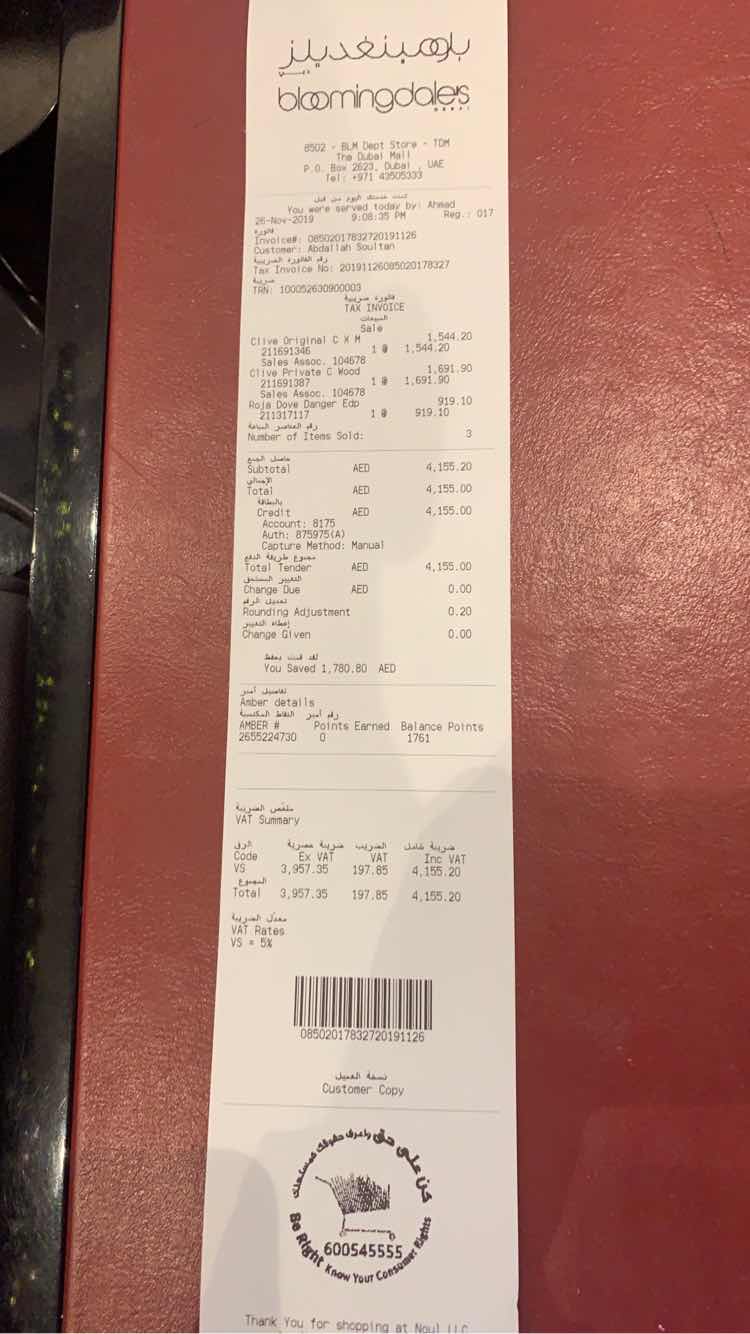 بلومينغديلز
دبي
bloomingdale's
DUBAI
8502 - BLM Dept Store - TDM
The Dubai Mall
P.O. Box 2623, Dubai , UAE
Tel: +971 43505333
You were served today by: Ahmad
26-Nov-2019 9:08:35 PM Reg.: 017
فاتورة
Invoice#: 08502017832720191126
Customer: Abdallah Soultan
رقم الفاتورة الضريبية
Tax Invoice No: 20191126085020178327
ضريبة
TRN: 100052630900003
فاتورة ضريبية
TAX INVOICE
المبيعات
Sale
Clive Original C X M 1,544.20
211691346 1 @ 1,544.20
Sales Assoc. 104678
Clive Private C Wood 1,691.90
211691387 1 @ 1,691.90
Sales Assoc. 104678
Roja Dove Danger Edp 919.10
211317117 1 @ 919.10
رقم العناصر المباعة
Number of Items Sold: 3
حاصل الجمع
Subtotal AED 4,155.20
الإجمالي
Total AED 4,155.00
بالبطاقة
Credit AED 4,155.00
Account: 8175
Auth: 875975(A)
Capture Method: Manual
مجموع طريقة الدفع
Total Tender AED 4,155.00
التغيير المستحق
Change Due AED 0.00
تعديل الرقم
Rounding Adjustment 0.20
إعطاء التغيير
Change Given 0.00
لقد قمت بحفظ
You Saved 1,780.80 AED
تفاصيل أمبر
Amber details
رقم أمبر النقاط المكتسبة
AMBER # Points Earned Balance Points
2655224730 0 1761
ملخص الضريبة
VAT Summary
Code Ex VAT VAT Inc VAT
VS 3,957.35 197.85 4,155.20
المجموع
Total 3,957.35 197.85 4,155.20
معدل الضريبة
VAT Rates
VS = 5%
08502017832720191126
نسخة العميل
Customer Copy
كن على حق واعرف حقوقك كمستهلك
600545555
Be Right Know Your Consumer Rights
Thank You for shopping at